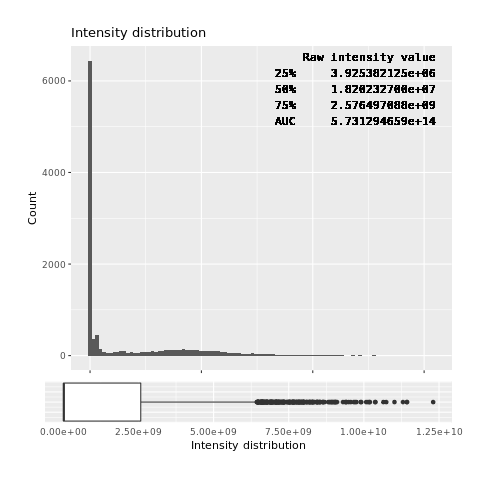 Intensity distribution
Raw intensity value
25% 3.925382125e+06
50% 1.820232700e+07
75% 2.576497088e+09
AUC 5.731294659e+14
6000
4000
2000
0
Count
0.00e+00 2.50e+09 5.00e+09 7.50e+09 1.00e+10 1.25e+10
Intensity distribution